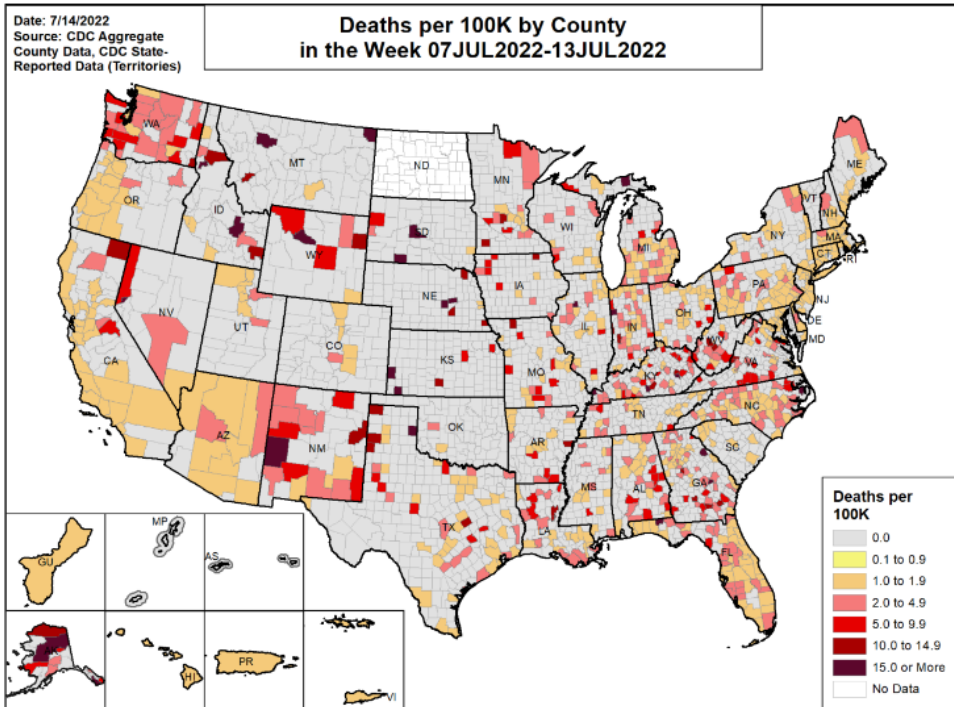 Date: 7/14/2022
Source: CDC Aggregate
County Data, CDC State-
Reported Data (Territories)
Deaths per 100K by County
in the Week 07JUL2022-13JUL2022
WA
MT
ND
MN
ME
OR
ID
SD
WI
MI
VT
NH
NY
MA
CT
RI
WY
IA
PA
NJ
NE
NV
UT
IL
IN
OH
DE
MD
CA
CO
KS
MO
WV
VA
KY
NC
TN
AZ
NM
OK
AR
SC
MS
AL
GA
TX
LA
FL
GU
MP
AS
AK
HI
PR
VI
Deaths per
100K
0.0
0.1 to 0.9
1.0 to 1.9
2.0 to 4.9
5.0 to 9.9
10.0 to 14.9
15.0 or More
No Data